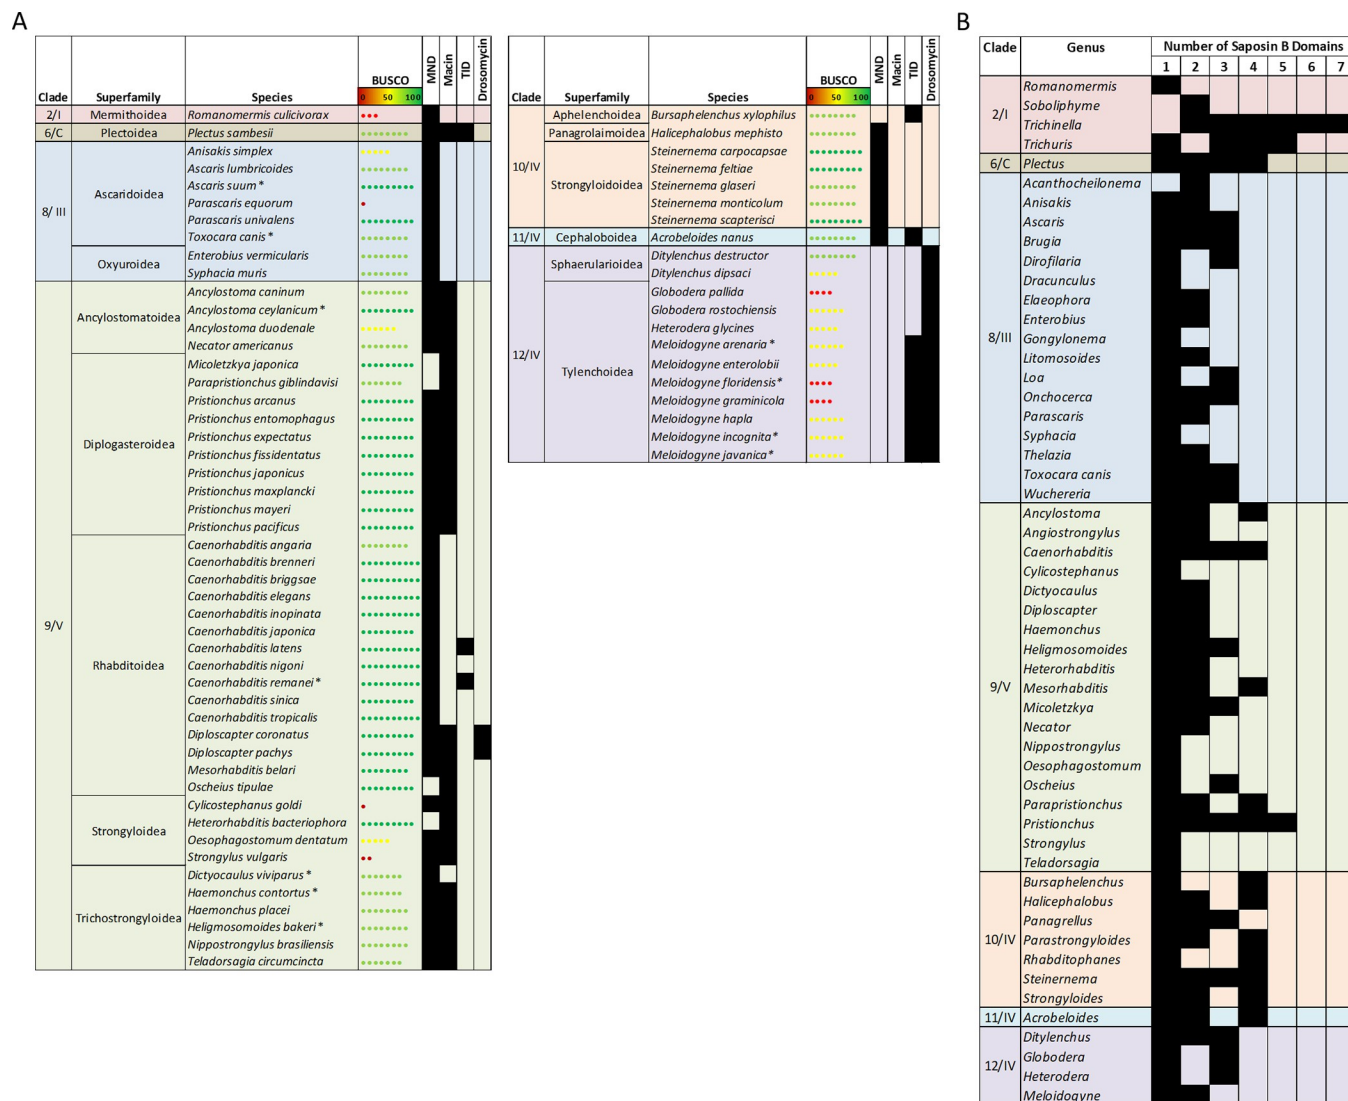 A
Clade Superfamily Species BUSCO MND Macin TID Drosomycin
0 50 100
2/I Mermithoidea Romanomermis culicivorax
6/C Plectoidea Plectus sambesii
8/ III
Ascaridoidea
Anisakis simplex
Ascaris lumbricoides
Ascaris suum *
Parascaris equorum
Parascaris univalens
Toxocara canis *
Oxyuroidea
Enterobius vermicularis
Syphacia muris
9/V
Ancylostomatoidea
Ancylostoma caninum
Ancylostoma ceylanicum *
Ancylostoma duodenale
Necator americanus
Diplogasteroidea
Micoletzkya japonica
Parapristionchus giblindavisi
Pristionchus arcanus
Pristionchus entomophagus
Pristionchus expectatus
Pristionchus fissidentatus
Pristionchus japonicus
Pristionchus maxplancki
Pristionchus mayeri
Pristionchus pacificus
Rhabditoidea
Caenorhabditis angaria
Caenorhabditis brenneri
Caenorhabditis briggsae
Caenorhabditis elegans
Caenorhabditis inopinata
Caenorhabditis japonica
Caenorhabditis latens
Caenorhabditis nigoni
Caenorhabditis remanei *
Caenorhabditis sinica
Caenorhabditis tropicalis
Diploscapter coronatus
Diploscapter pachys
Mesorhabditis belari
Oscheius tipulae
Strongyloidea
Cylicostephanus goldi
Heterorhabditis bacteriophora
Oesophagostomum dentatum
Strongylus vulgaris
Trichostrongyloidea
Dictyocaulus viviparus *
Haemonchus contortus *
Haemonchus placei
Heligmosomoides bakeri *
Nippostrongylus brasiliensis
Teladorsagia circumcincta
Clade Superfamily Species BUSCO MND Macin TID Drosomycin
0 50 100
10/IV
Aphelenchoidea Bursaphelenchus xylophilus
Panagrolaimoidea Halicephalobus mephisto
Strongyloidoidea
Steinernema carpocapsae
Steinernema feltiae
Steinernema glaseri
Steinernema monticolum
Steinernema scapterisci
11/IV Cephaloboidea Acrobeloides nanus
12/IV
Sphaerularioidea
Ditylenchus destructor
Ditylenchus dipsaci
Tylenchoidea
Globodera pallida
Globodera rostochiensis
Heterodera glycines
Meloidogyne arenaria *
Meloidogyne enterolobii
Meloidogyne floridensis*
Meloidogyne graminicola
Meloidogyne hapla
Meloidogyne incognita*
Meloidogyne javanica*
B
Clade Genus Number of Saposin B Domains
1 2 3 4 5 6 7
2/I
Romanomermis
Soboliphyme
Trichinella
Trichuris
6/C Plectus
8/III
Acanthocheilonema
Anisakis
Ascaris
Brugia
Dirofilaria
Dracunculus
Elaeophora
Enterobius
Gongylonema
Litomosoides
Loa
Onchocerca
Parascaris
Syphacia
Thelazia
Toxocara canis
Wuchereria
9/V
Ancylostoma
Angiostrongylus
Caenorhabditis
Cylicostephanus
Dictyocaulus
Diploscapter
Haemonchus
Heligmosomoides
Heterorhabditis
Mesorhabditis
Micoletzkya
Necator
Nippostrongylus
Oesophagostomum
Oscheius
Parapristionchus
Pristionchus
Strongylus
Teladorsagia
10/IV
Bursaphelenchus
Halicephalobus
Panagrellus
Parastrongyloides
Rhabditophanes
Steinernema
Strongyloides
11/IV Acrobeloides
12/IV
Ditylenchus
Globodera
Heterodera
Meloidogyne